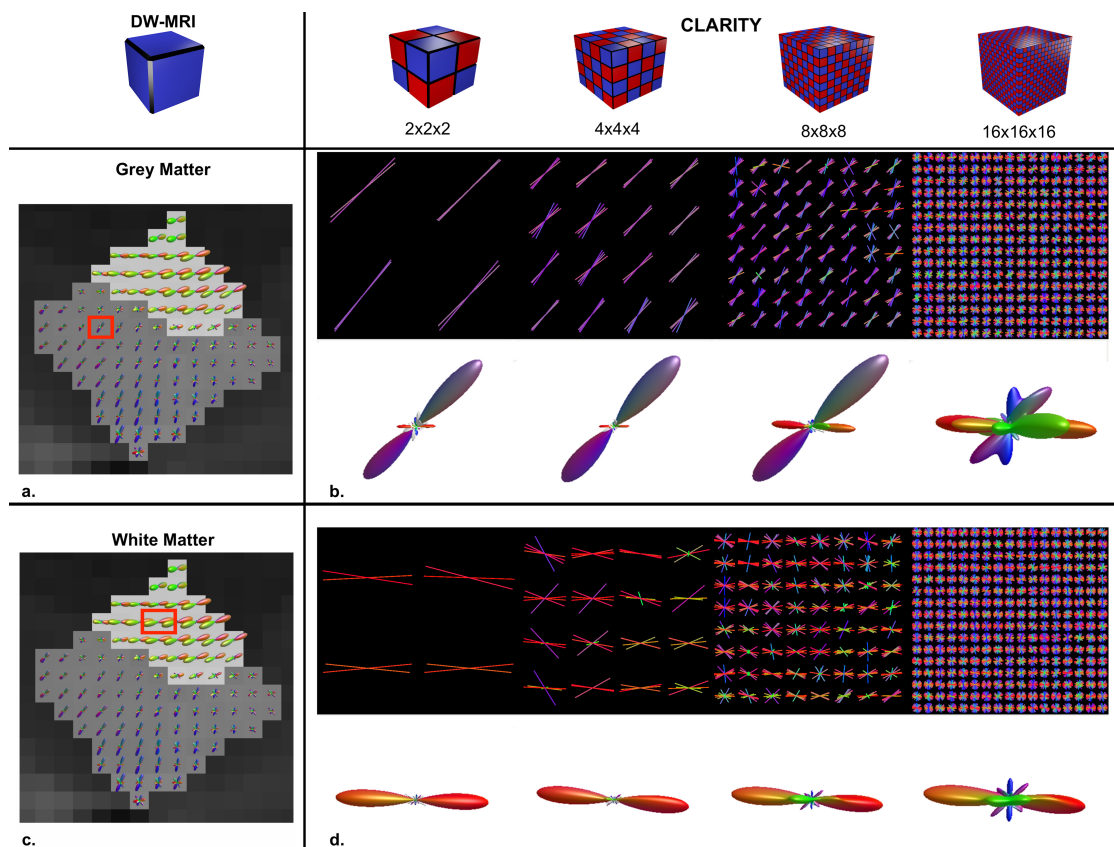 DW-MRI
CLARITY
2x2x2
4x4x4
8x8x8
16x16x16
Grey Matter
a.
b.
White Matter
c.
d.